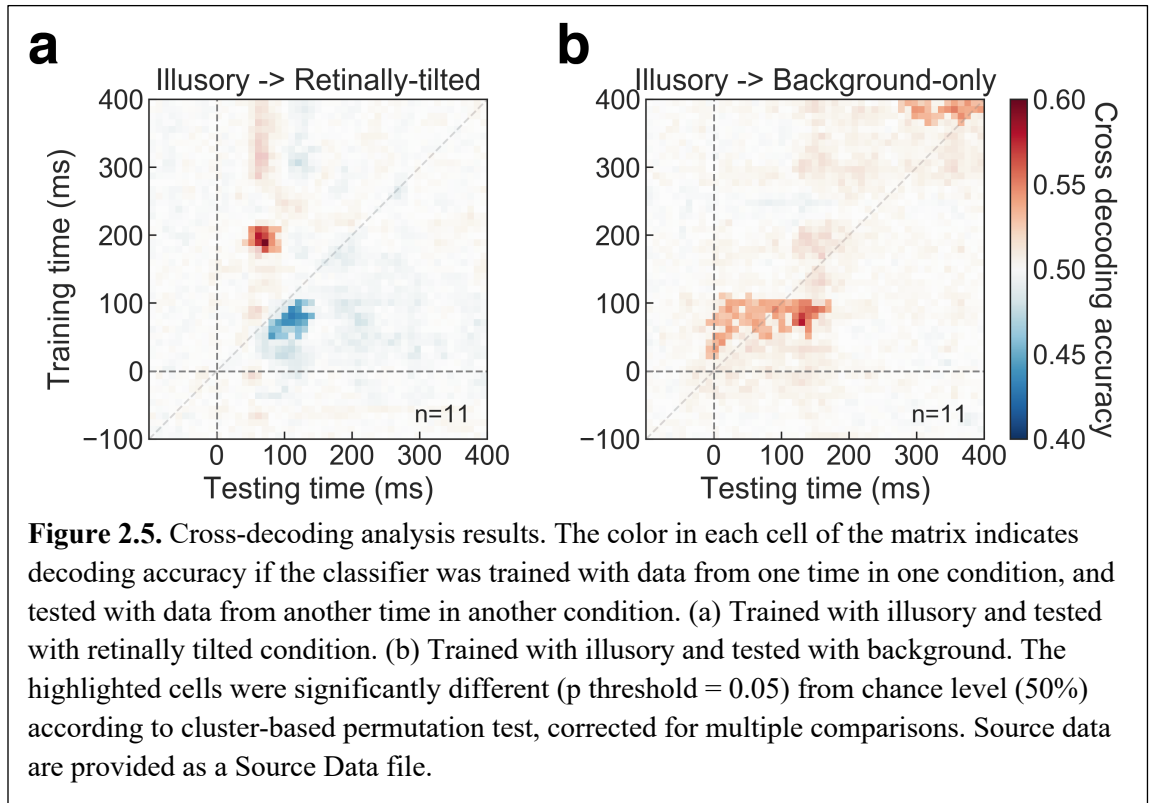 a
b
Illusory -> Retinally-tilted
Illusory -> Background-only
400
300
200
100
0
−100
Training time (ms)
n=11
0 100 200 300 400
Testing time (ms)
400
300
200
100
0
−100
n=11
0 100 200 300 400
Testing time (ms)
0.60
0.55
0.50
0.45
0.40
Cross decoding accuracy
Figure 2.5. Cross-decoding analysis results. The color in each cell of the matrix indicates
decoding accuracy if the classifier was trained with data from one time in one condition, and
tested with data from another time in another condition. (a) Trained with illusory and tested
with retinally tilted condition. (b) Trained with illusory and tested with background. The
highlighted cells were significantly different (p threshold = 0.05) from chance level (50%)
according to cluster-based permutation test, corrected for multiple comparisons. Source data
are provided as a Source Data file.